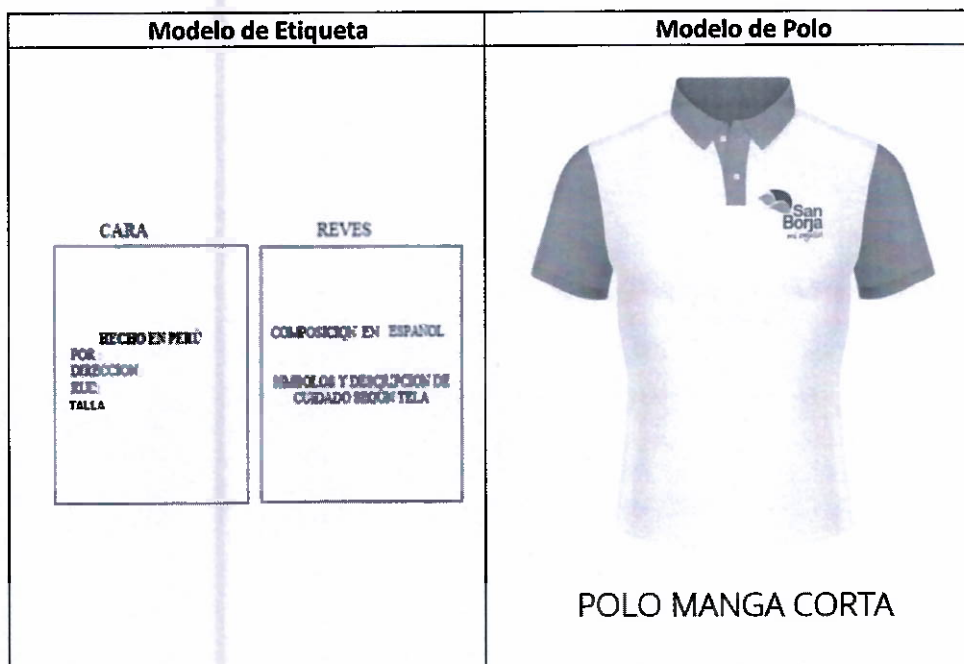 Modelo de Etiqueta
Modelo de Polo
CARA
REVES
HECHO EN PERÚ
POR :
DIRECCION:
RUC:
TALLA
COMPOSICION EN ESPAÑOL
SIMBOLOS Y DESCRIPCION DE
CUIDADO SEGÚN TELA
San
Borja
POLO MANGA CORTA